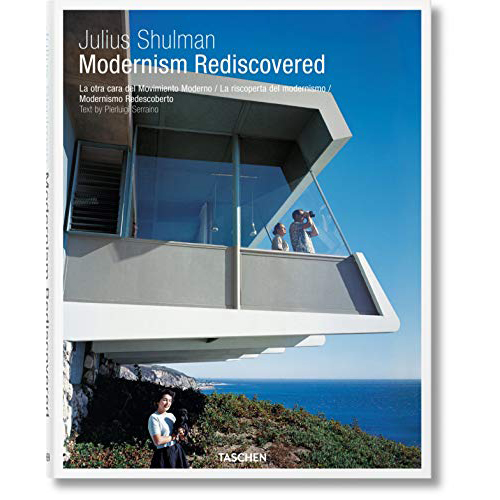 Julius Shulman
Modernism Rediscovered
La otra cara del Movimiento Moderno / La riscoperta del modernismo /
Modernismo Redescoberto
Text by Pierluigi Serraino
TASCHEN
Modernism Rediscovered